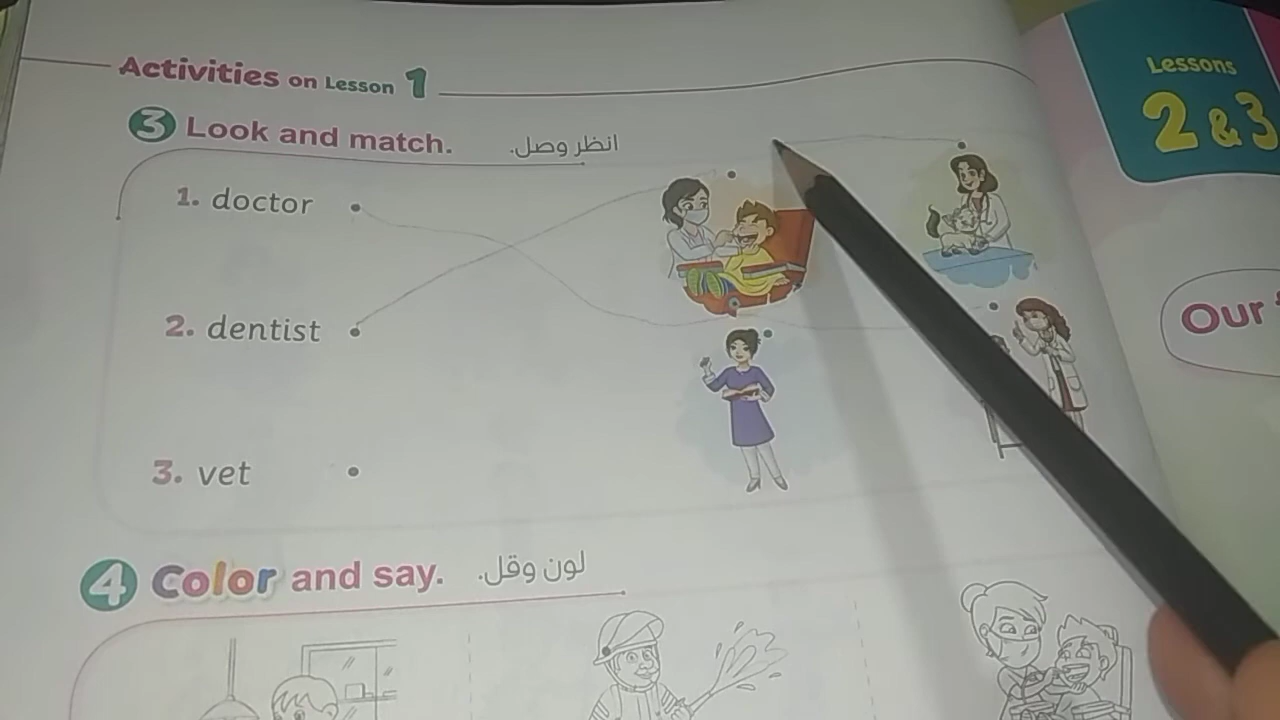 Activities on Lesson 1
3 Look and match. انظر وصل.
1. doctor
2. dentist
3. vet
4 Color and say. لون وقل.
Lessons
2 & 3
Our